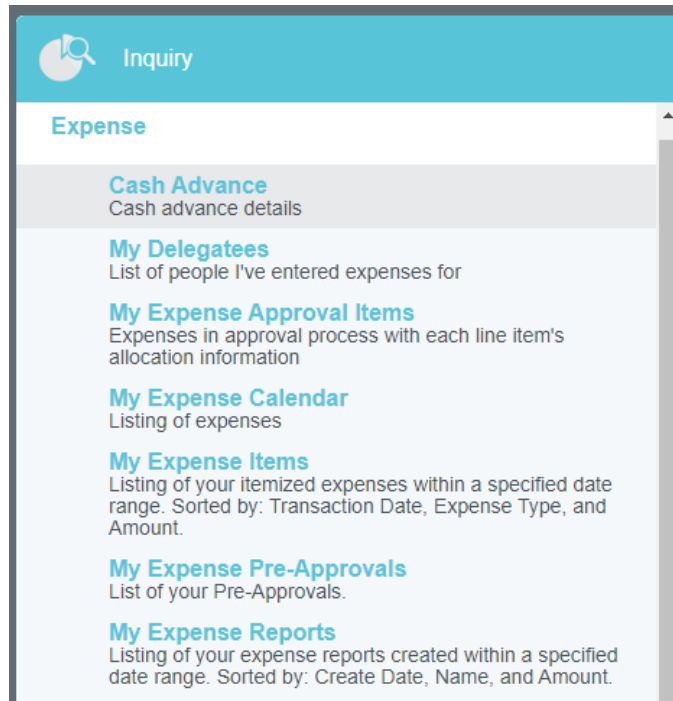 Inquiry
Expense
Cash Advance
Cash advance details
My Delegatees
List of people I've entered expenses for
My Expense Approval Items
Expenses in approval process with each line item's
allocation information
My Expense Calendar
Listing of expenses
My Expense Items
Listing of your itemized expenses within a specified date
range. Sorted by: Transaction Date, Expense Type, and
Amount.
My Expense Pre-Approvals
List of your Pre-Approvals.
My Expense Reports
Listing of your expense reports created within a specified
date range. Sorted by: Create Date, Name, and Amount.